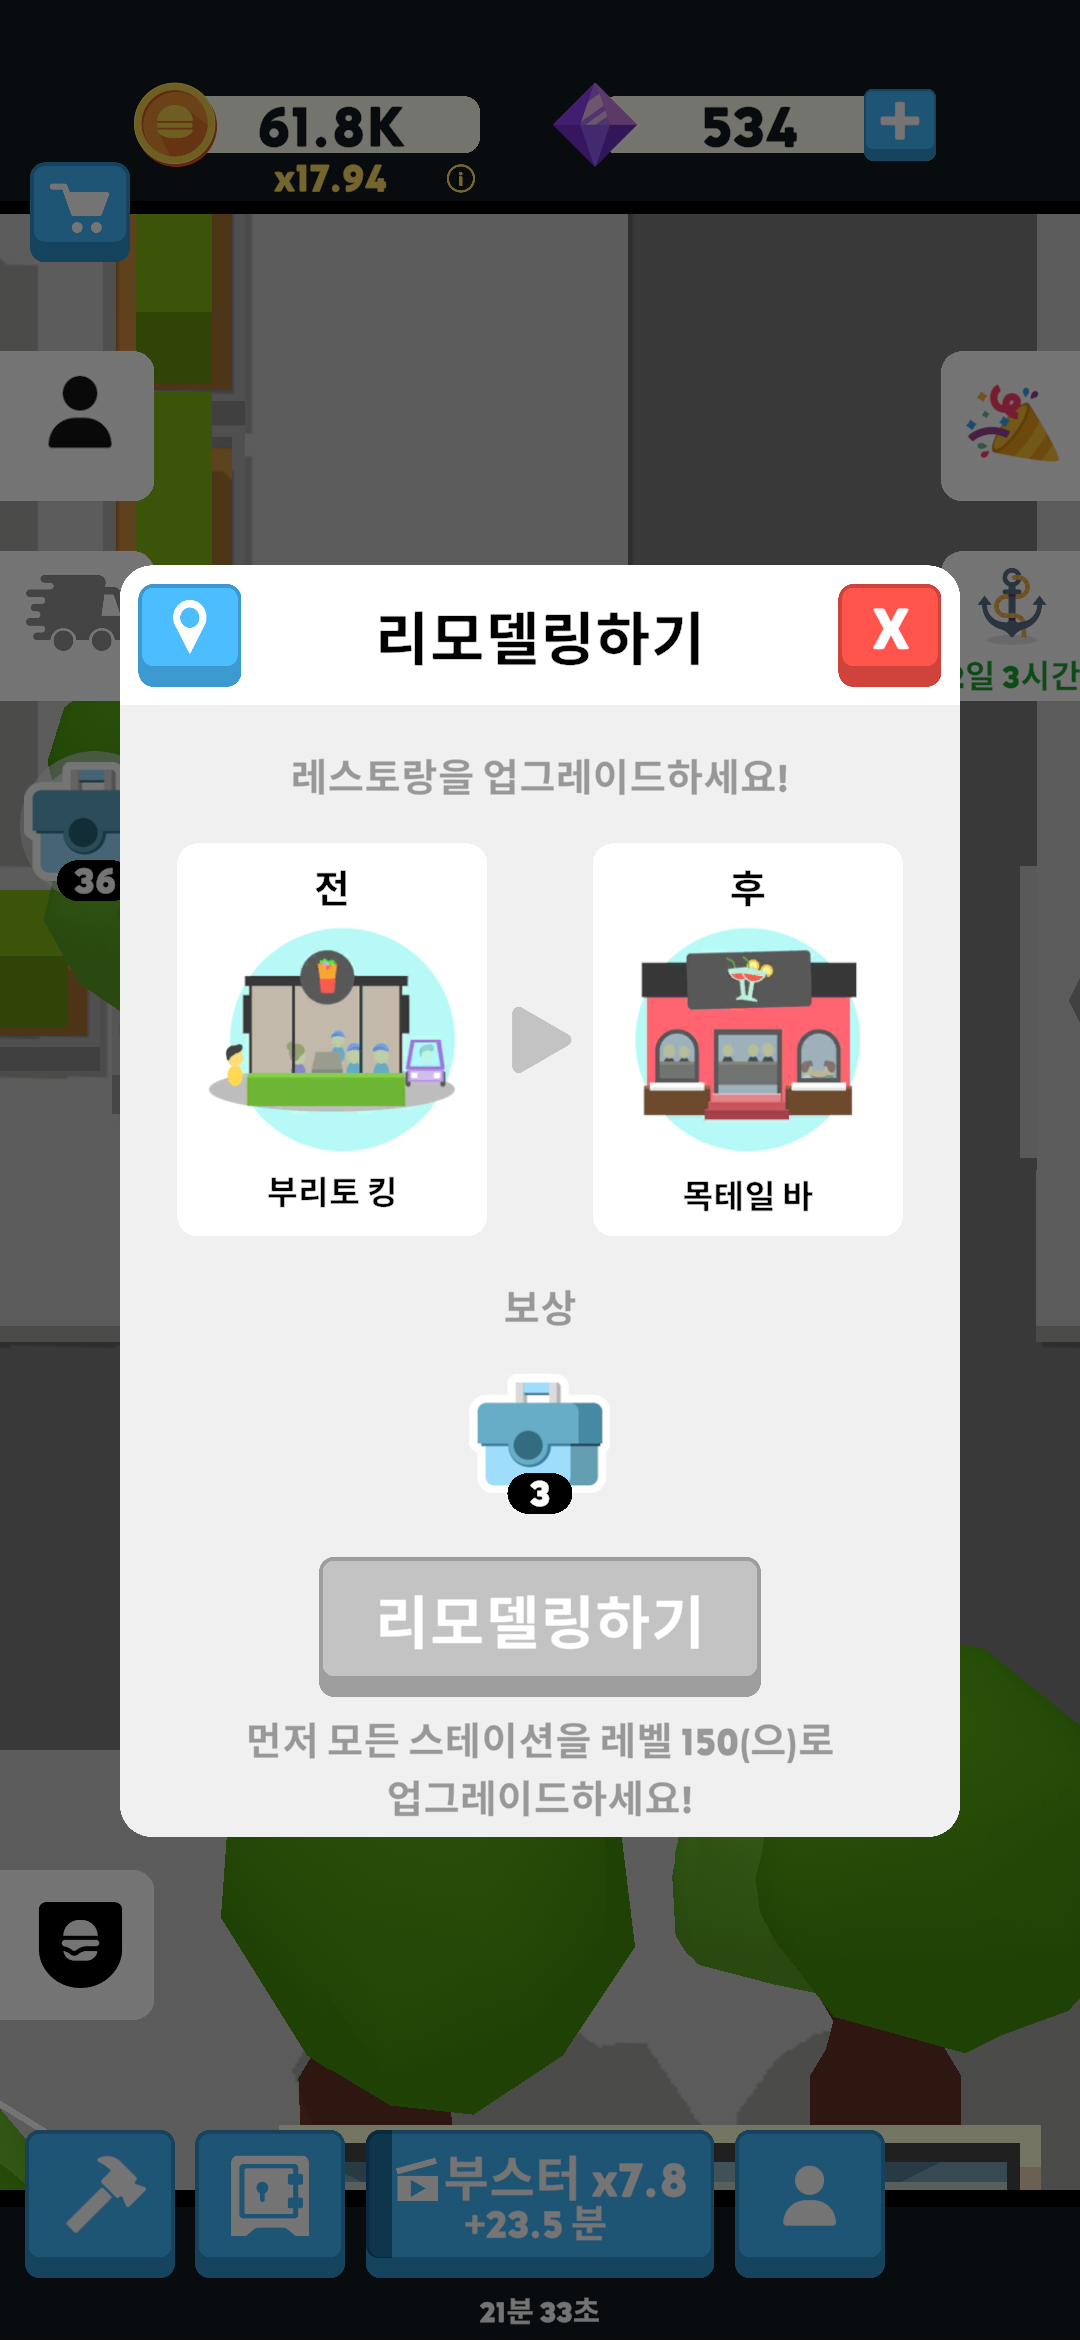 61.8K
534
x17.94
리모델링하기
X
일 3시간
레스토랑을 업그레이드하세요!
36
전
후
부리토 킹
목테일 바
보상
3
리모델링하기
먼저 모든 스테이션을 레벨 150(으)로
업그레이드하세요!
부스터 x7.8
+23.5 분
21분 33초